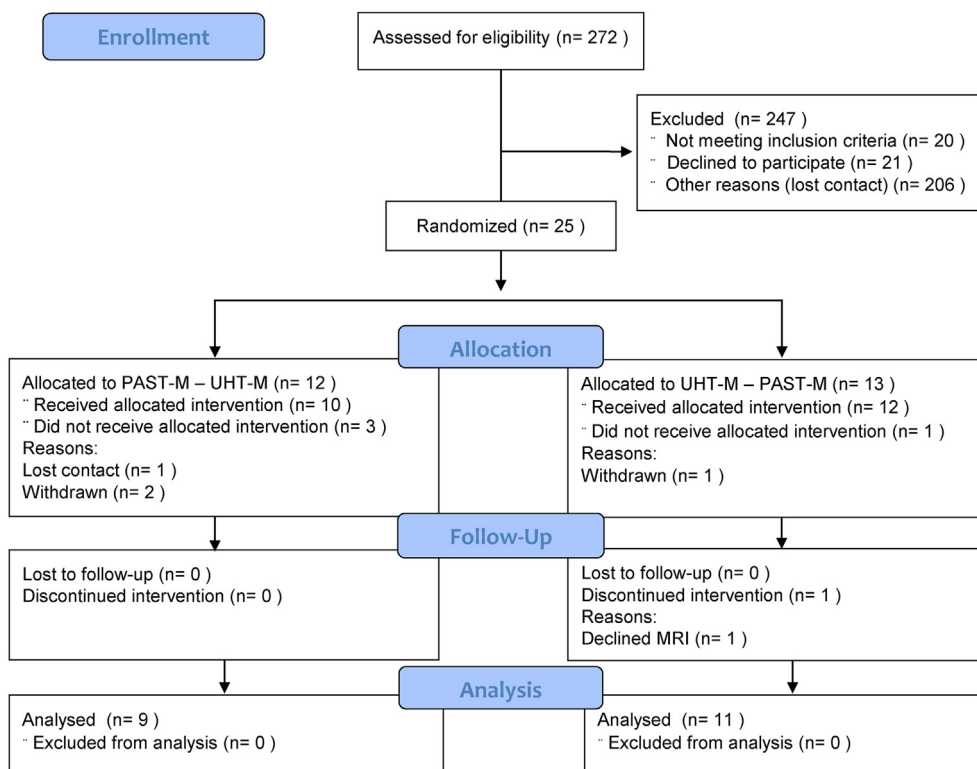 Enrollment
Assessed for eligibility (n= 272 )
Excluded (n= 247 )
¨ Not meeting inclusion criteria (n= 20 )
¨ Declined to participate (n= 21 )
¨ Other reasons (lost contact) (n= 206 )
Randomized (n= 25 )
Allocation
Allocated to PAST-M – UHT-M (n= 12 )
¨ Received allocated intervention (n= 10 )
¨ Did not receive allocated intervention (n= 3 )
Reasons:
Lost contact (n= 1 )
Withdrawn (n= 2 )
Allocated to UHT-M – PAST-M (n= 13 )
¨ Received allocated intervention (n= 12 )
¨ Did not receive allocated intervention (n= 1 )
Reasons:
Withdrawn (n= 1 )
Follow-Up
Lost to follow-up (n= 0 )
Discontinued intervention (n= 0 )
Lost to follow-up (n= 0 )
Discontinued intervention (n= 1 )
Reasons:
Declined MRI (n= 1 )
Analysis
Analysed (n= 9 )
¨ Excluded from analysis (n= 0 )
Analysed (n= 11 )
¨ Excluded from analysis (n= 0 )